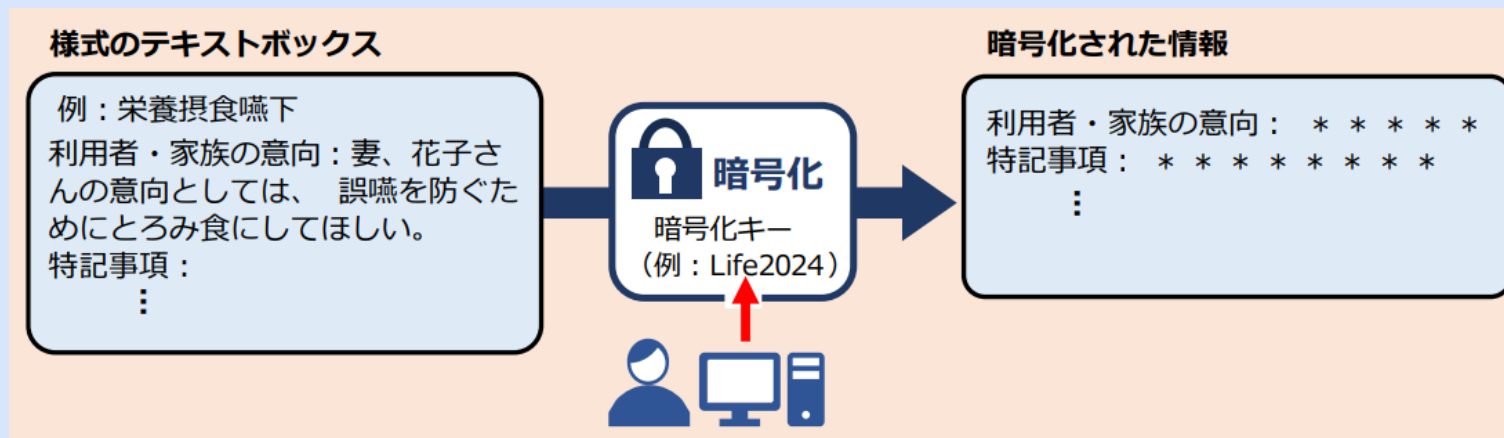 様式のテキストボックス
例：栄養摂食嚥下
利用者・家族の意向：妻、花子さ
んの意向としては、 誤嚥を防ぐた
めにとろみ食にしてほしい。
特記事項：
⋮
暗号化
暗号化キー
（例：Life2024）
暗号化された情報
利用者・家族の意向： ＊ ＊ ＊ ＊ ＊
特記事項： ＊ ＊ ＊ ＊ ＊ ＊ ＊ ＊
⋮